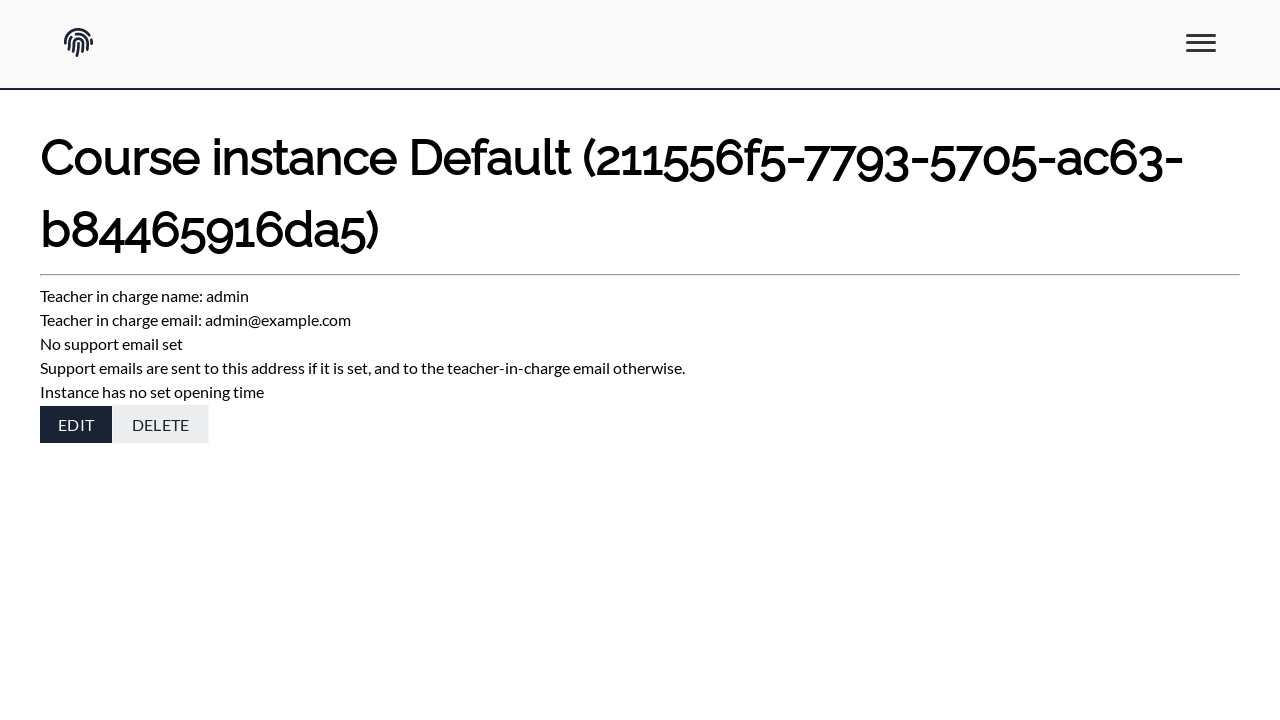 Course instance Default (211556f5-7793-5705-ac63-
b84465916da5)
Teacher in charge name: admin
Teacher in charge email: admin@example.com
No support email set
Support emails are sent to this address if it is set, and to the teacher-in-charge email otherwise.
Instance has no set opening time
EDIT DELETE